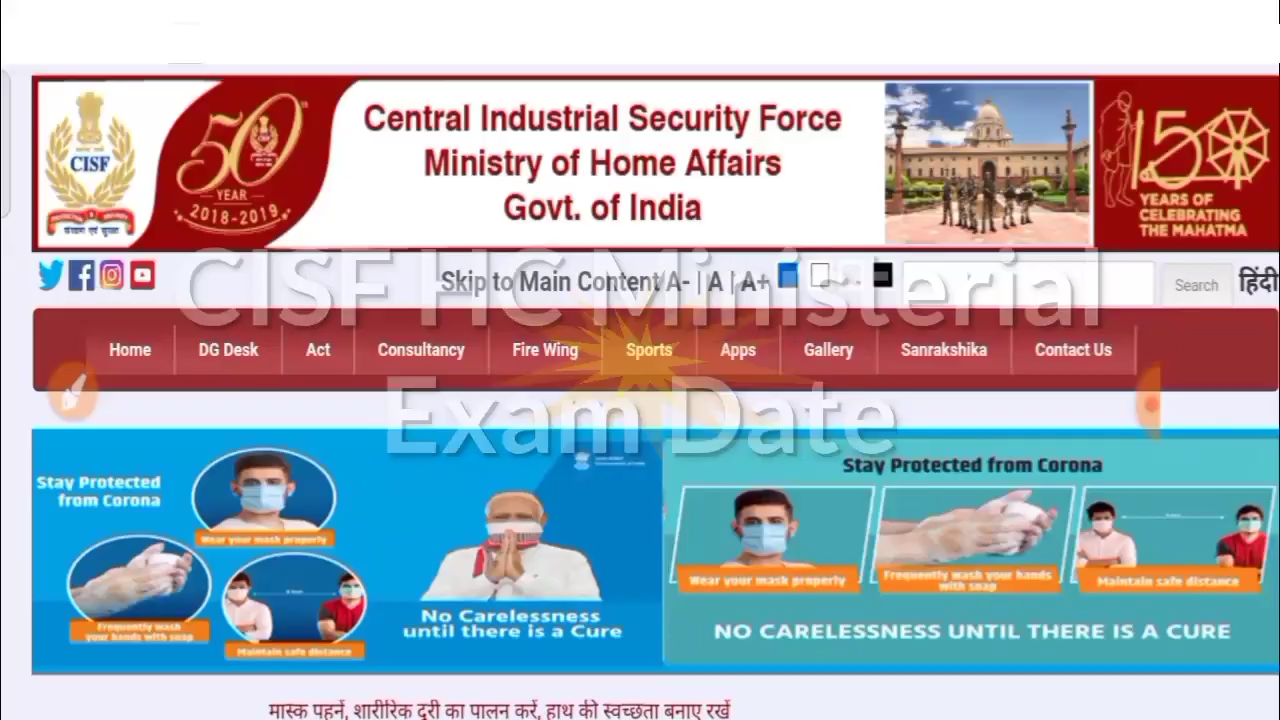 CISF
50
YEAR
2018-2019
Central Industrial Security Force
Ministry of Home Affairs
Govt. of India
150
YEARS OF
CELEBRATING
THE MAHATMA
Skip to Main Content A- | A | A+
Search
हिंदी
CISF HC Ministerial
Exam Date
Home
DG Desk
Act
Consultancy
Fire Wing
Sports
Apps
Gallery
Sanrakshika
Contact Us
Stay Protected
from Corona
Wear your mask properly
Frequently wash
your hands with soap
Maintain safe distance
No Carelessness
until there is a Cure
Stay Protected from Corona
Wear your mask properly
Frequently wash your hands
with soap
Maintain safe distance
NO CARELESSNESS UNTIL THERE IS A CURE
मास्क पहनें, शारीरिक दूरी का पालन करें, हाथ की स्वच्छता बनाए रखें